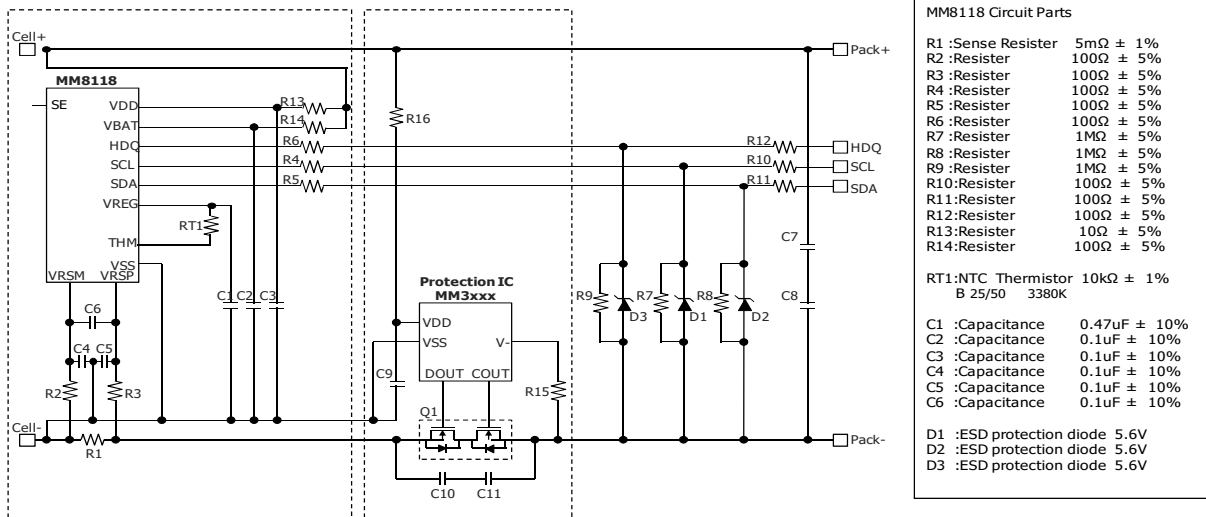 Cell+
MM8118
SE
VDD
VBAT
HDQ
SCL
SDA
VREG
THM
VSS
VRSM
VRSP
R13
R14
R6
R4
R5
RT1
C1
C2
C3
C6
C4
C5
R2
R3
Cell-
R1
R16
Protection IC
MM3xxx
VDD
VSS
V-
DOUT
COUT
C9
R15
Q1
C10
C11
R12
R10
R11
R9
D3
R7
D1
R8
D2
C7
C8
Pack+
HDQ
SCL
SDA
Pack-
MM8118 Circuit Parts
R1 :Sense Resister 5mΩ ± 1%
R2 :Resister 100Ω ± 5%
R3 :Resister 100Ω ± 5%
R4 :Resister 100Ω ± 5%
R5 :Resister 100Ω ± 5%
R6 :Resister 100Ω ± 5%
R7 :Resister 1MΩ ± 5%
R8 :Resister 1MΩ ± 5%
R9 :Resister 1MΩ ± 5%
R10:Resister 100Ω ± 5%
R11:Resister 100Ω ± 5%
R12:Resister 100Ω ± 5%
R13:Resister 10Ω ± 5%
R14:Resister 100Ω ± 5%
RT1:NTC Thermistor 10kΩ ± 1%
B 25/50 3380K
C1 :Capacitance 0.47uF ± 10%
C2 :Capacitance 0.1uF ± 10%
C3 :Capacitance 0.1uF ± 10%
C4 :Capacitance 0.1uF ± 10%
C5 :Capacitance 0.1uF ± 10%
C6 :Capacitance 0.1uF ± 10%
D1 :ESD protection diode 5.6V
D2 :ESD protection diode 5.6V
D3 :ESD protection diode 5.6V